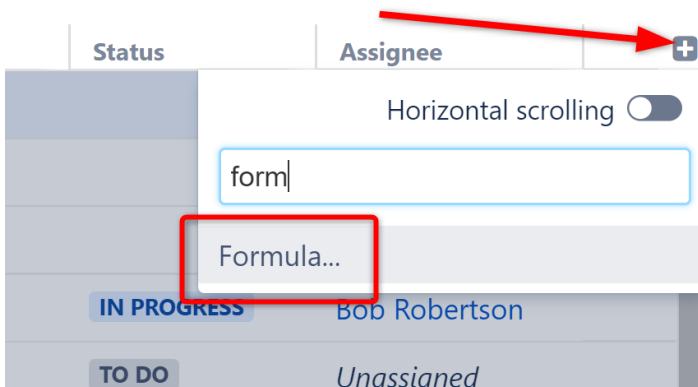 Status Assignee
Horizontal scrolling
form
Formula...
IN PROGRESS Bob Robertson
TO DO Unassigned